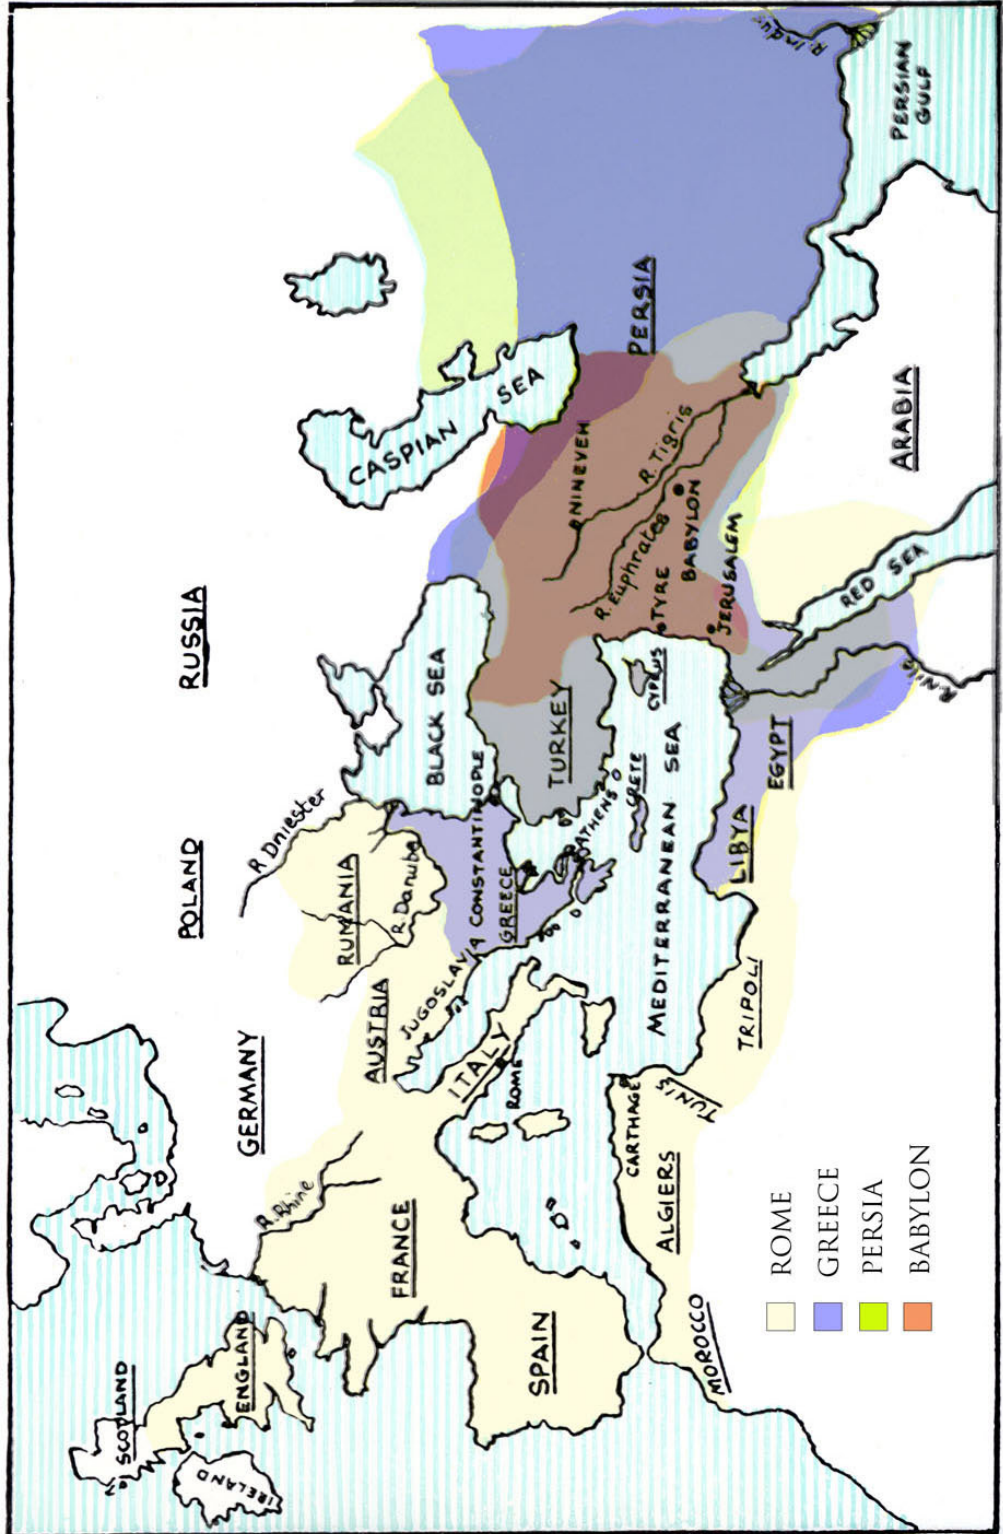 SCOTLAND
IRELAND
ENGLAND
GERMANY
POLAND
RUSSIA
R. Rhine
R Dniester
FRANCE
AUSTRIA
RUMANIA
R. Danube
JUGOSLAVIA
CONSTANTINOPLE
BLACK SEA
CASPIAN
SEA
SPAIN
ITALY
ROME
GREECE
ATHENS
TURKEY
NINEVEH
R. Tigris
R. Euphrates
PERSIA
CRETE
CYPRUS
TYRE
BABYLON
JERUSALEM
MEDITERRANEAN SEA
CARTHAGE
ALGIERS
TUNIS
MOROCCO
TRIPOLI
LIBYA
EGYPT
R. Nile
RED SEA
ARABIA
R. Indus
PERSIAN
GULF
ROME
GREECE
PERSIA
BABYLON